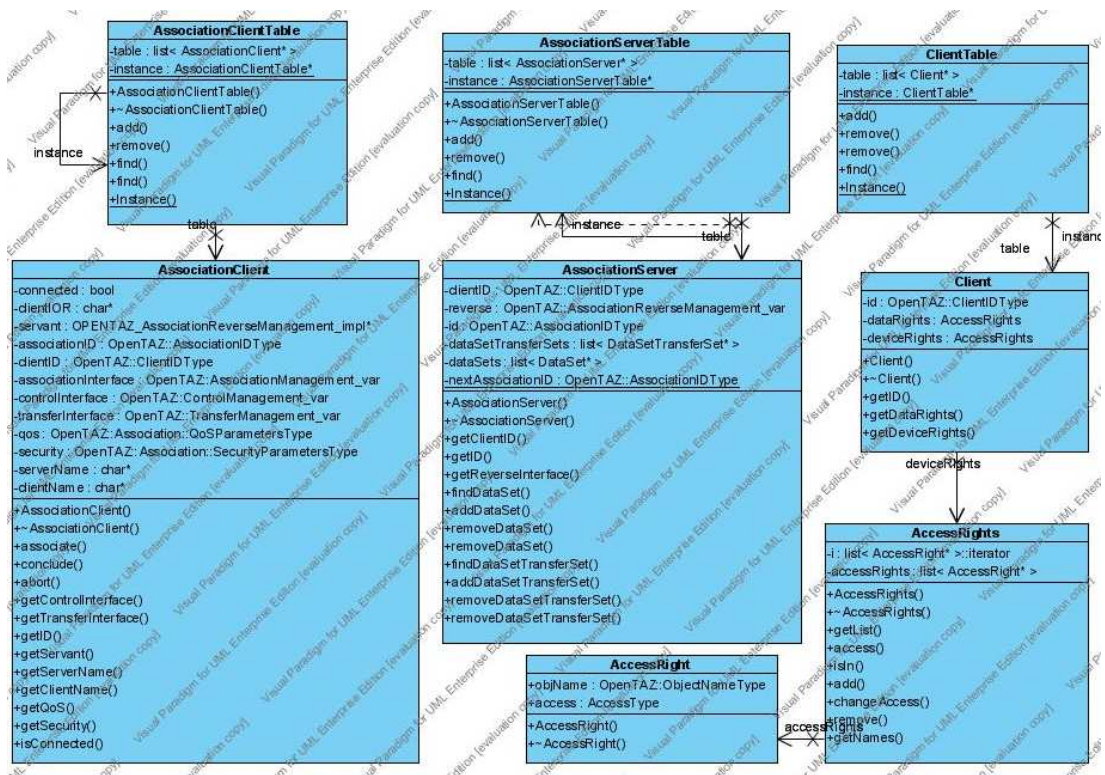 AssociationClientTable
-table : list< AssociationClient* >
-instance : AssociationClientTable*
+AssociationClientTable()
+~AssociationClientTable()
+add()
+remove()
+find()
+find()
+Instance()
instance
table
AssociationServerTable
-table : list< AssociationServer* >
-instance : AssociationServerTable*
+AssociationServerTable()
+~AssociationServerTable()
+add()
+remove()
+find()
+Instance()
instance
table
ClientTable
-table : list< Client* >
-instance : ClientTable*
+add()
+remove()
+remove()
+find()
+Instance()
table
AssociationClient
-connected : bool
-clientIOR : char*
-servant : OPENTAZ_AssociationReverseManagement_impl*
-associationID : OpenTAZ::AssociationIDType
-clientID : OpenTAZ::ClientIDType
-associationInterface : OpenTAZ::AssociationManagement_var
-controlInterface : OpenTAZ::ControlManagement_var
-transferInterface : OpenTAZ::TransferManagement_var
-qos : OpenTAZ::Association::QoSParametersType
-security : OpenTAZ::Association::SecurityParametersType
-serverName : char*
-clientName : char*
+AssociationClient()
+~AssociationClient()
+associate()
+conclude()
+abort()
+getControlInterface()
+getTransferInterface()
+getID()
+getServant()
+getServerName()
+getClientName()
+getQoS()
+getSecurity()
+isConnected()
AssociationServer
-clientID : OpenTAZ::ClientIDType
-reverse : OpenTAZ::AssociationReverseManagement_var
-id : OpenTAZ::AssociationIDType
-dataSetTransferSets : list< DataSetTransferSet* >
-dataSets : list< DataSet* >
-nextAssociationID : OpenTAZ::AssociationIDType
+AssociationServer()
+~AssociationServer()
+getClientID()
+getID()
+getReverseInterface()
+findDataSet()
+addDataSet()
+removeDataSet()
+removeDataSet()
+findDataSetTransferSet()
+addDataSetTransferSet()
+removeDataSetTransferSet()
+removeDataSetTransferSet()
Client
-id : OpenTAZ::ClientIDType
-dataRights : AccessRights
-deviceRights : AccessRights
+Client()
+~Client()
+getID()
+getDataRights()
+getDeviceRights()
deviceRights
AccessRights
-i : list< AccessRight* >::iterator
-accessRights : list< AccessRight* >
+AccessRights()
+~AccessRights()
+getList()
+access()
+isIn()
+add()
+changeAccess()
+remove()
+getNames()
AccessRight
+objName : OpenTAZ::ObjectNameType
+access : AccessType
+AccessRight()
+~AccessRight()
accessRights
Visual Paradigm for UML Enterprise Edition [evaluation copy]